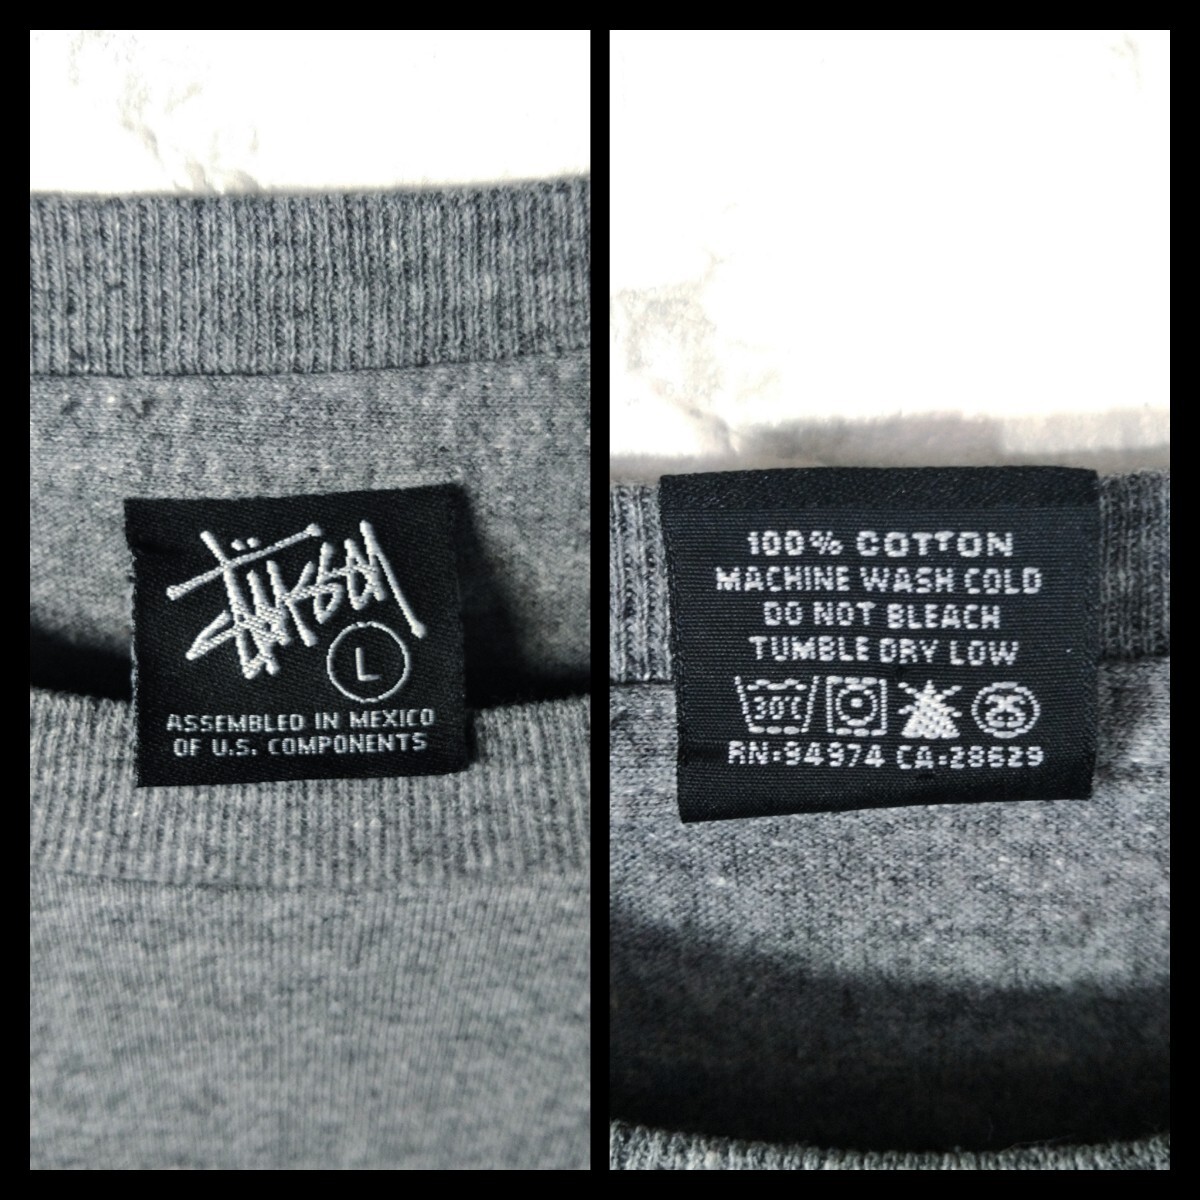 Stüssy
L
ASSEMBLED IN MEXICO
OF U.S. COMPONENTS
100% COTTON
MACHINE WASH COLD
DO NOT BLEACH
TUMBLE DRY LOW
30°C
RN:94974 CA:28629